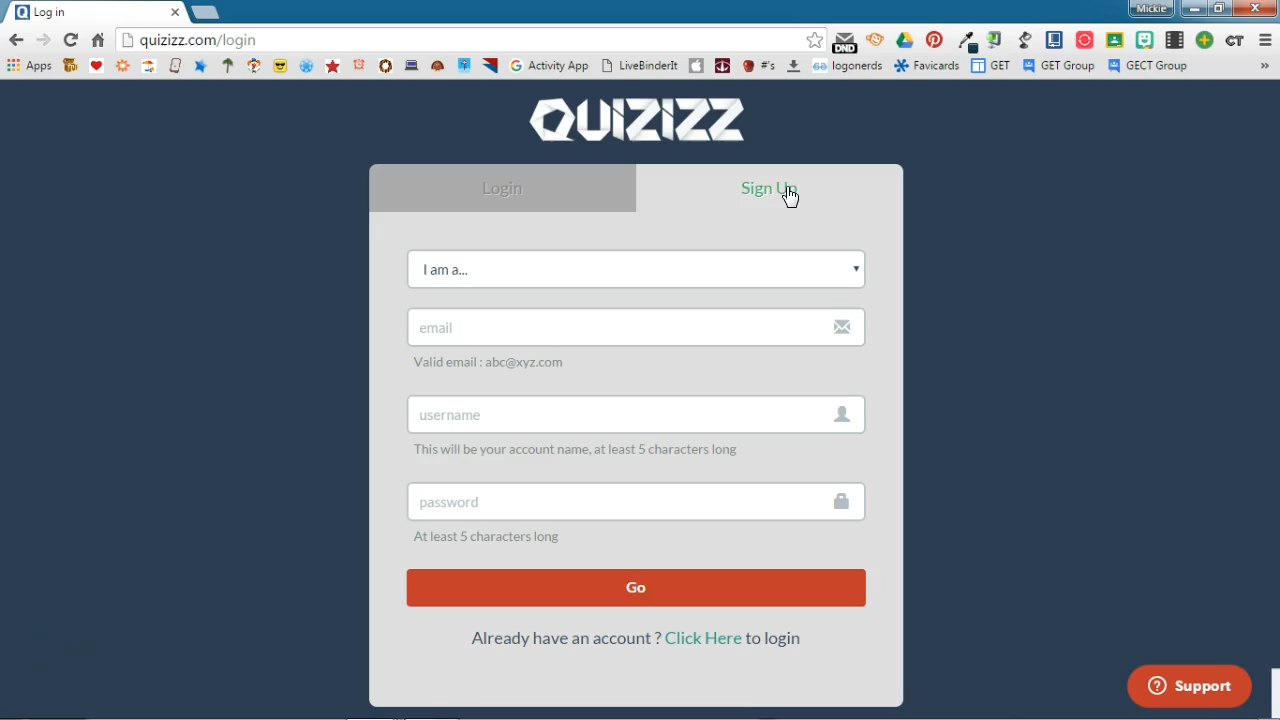 Log in
Mickie
quizizz.com/login
DND
CT
Apps
Activity App
LiveBinderIt
#'s
logonerds
Favicards
GET
GET Group
GECT Group
»
QUIZIZZ
Login
Sign Up
I am a...
email
Valid email : abc@xyz.com
username
This will be your account name, at least 5 characters long
password
At least 5 characters long
Go
Already have an account ? Click Here to login
Support